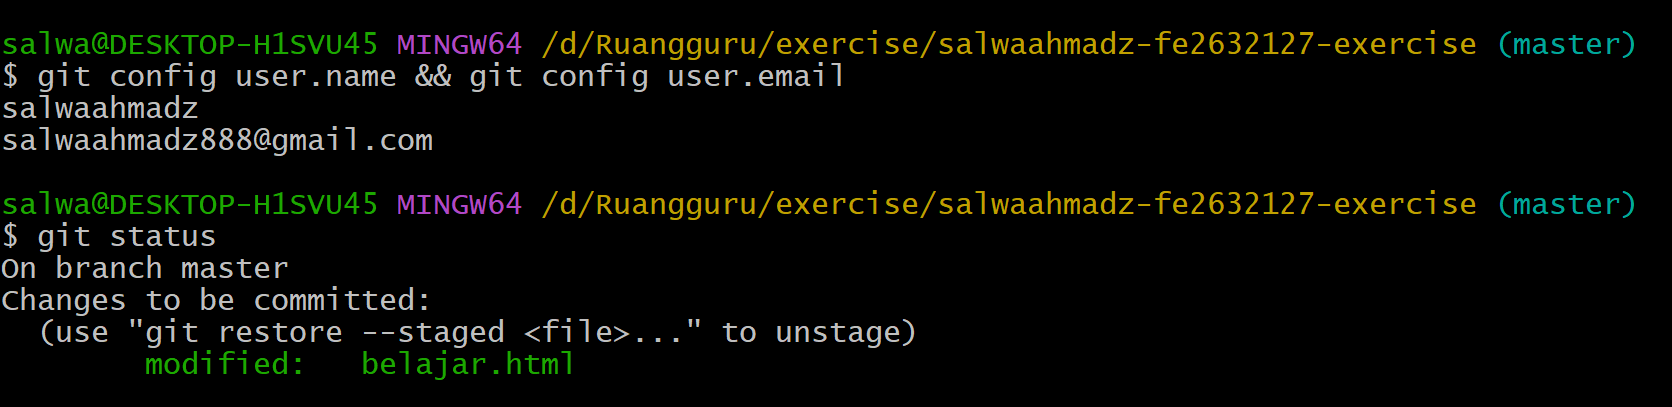 salwa@DESKTOP-H1SVU45 MINGW64 /d/Ruangguru/exercise/salwaahmadz-fe2632127-exercise (master)
$ git config user.name && git config user.email
salwaahmadz
salwaahmadz888@gmail.com
salwa@DESKTOP-H1SVU45 MINGW64 /d/Ruangguru/exercise/salwaahmadz-fe2632127-exercise (master)
$ git status
On branch master
Changes to be committed:
  (use "git restore --staged <file>..." to unstage)
        modified:   belajar.html